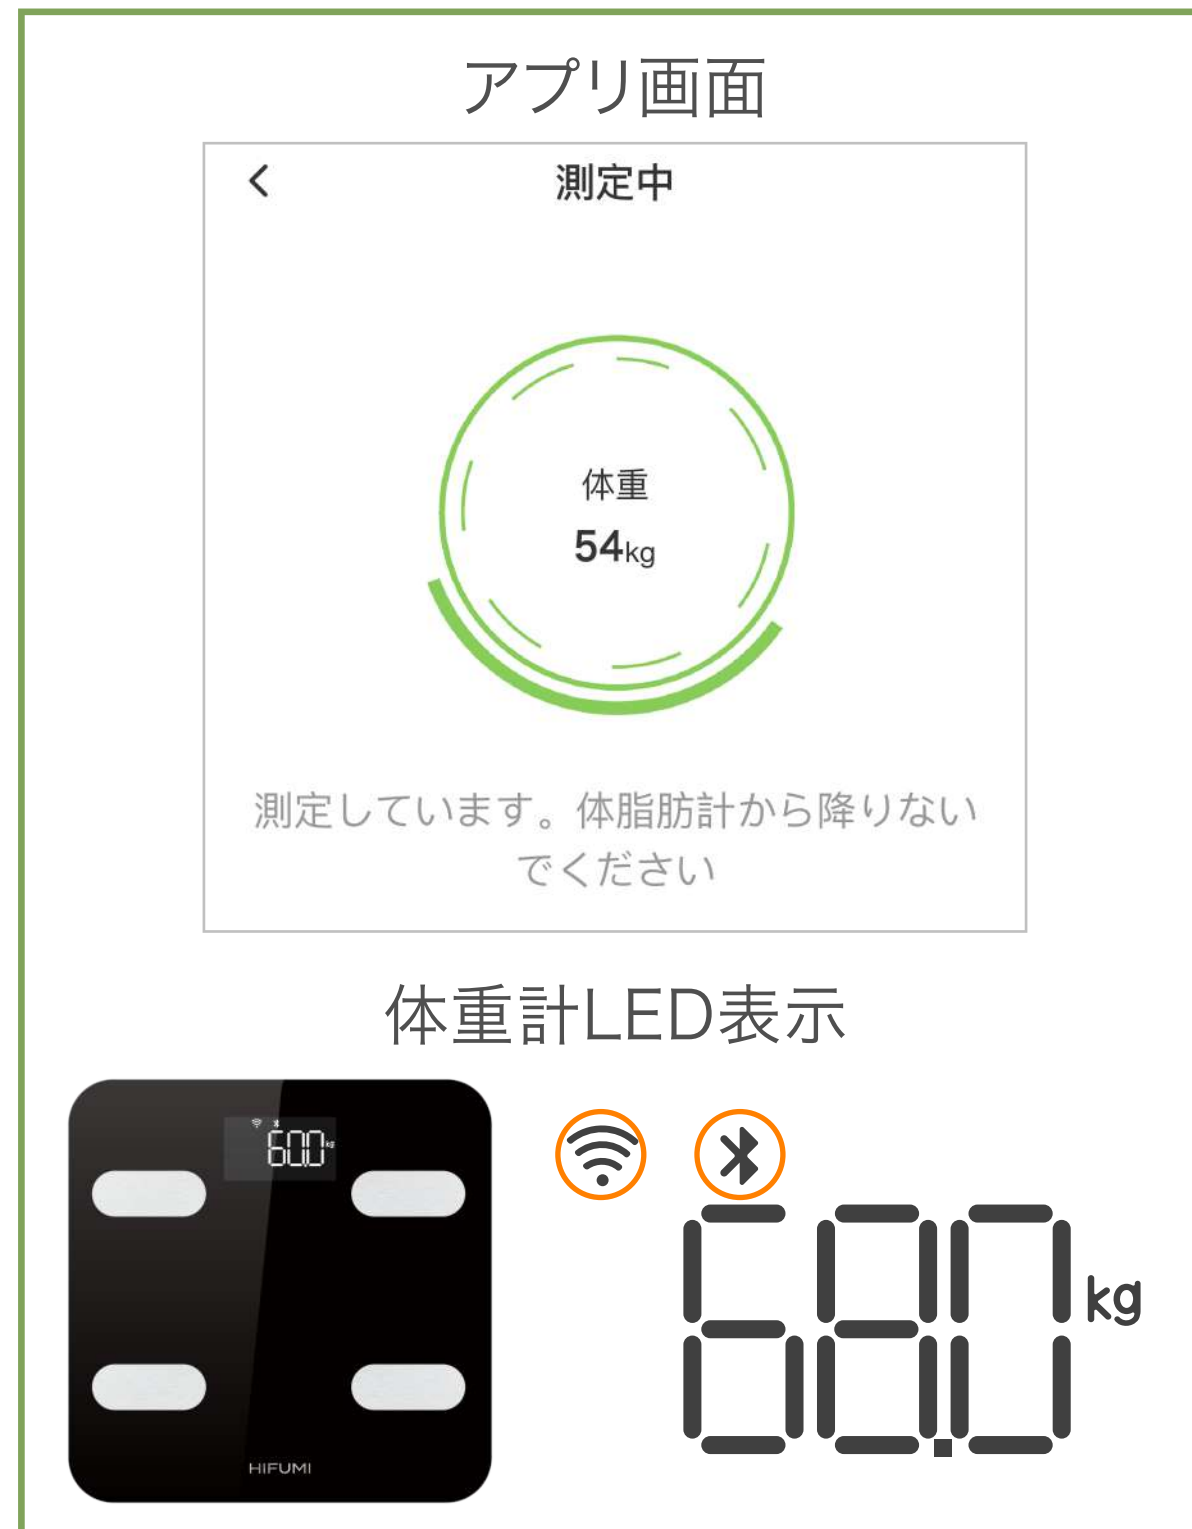 アプリ画面
測定中
体重
54kg
測定しています。体脂肪計から降りない
でください
体重計LED表示
60.0kg
HIFUMI
68.0kg